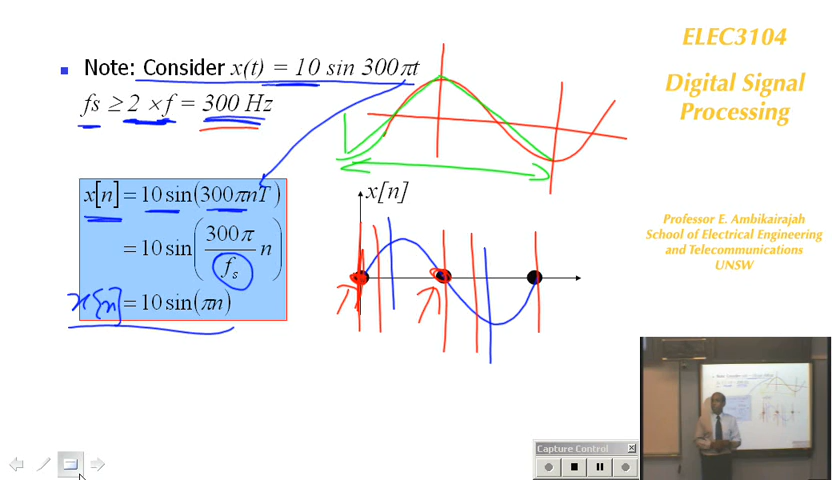 ELEC3104
Digital Signal
Processing
Note: Consider x(t) = 10 sin 300πt
fs ≥ 2 × f = 300 Hz
x[n] = 10 sin(300πnT)
= 10 sin(300π/fs n)
x[n] = 10 sin(πn)
x[n]
Professor E. Ambikairajah
School of Electrical Engineering
and Telecommunications
UNSW
Capture Control